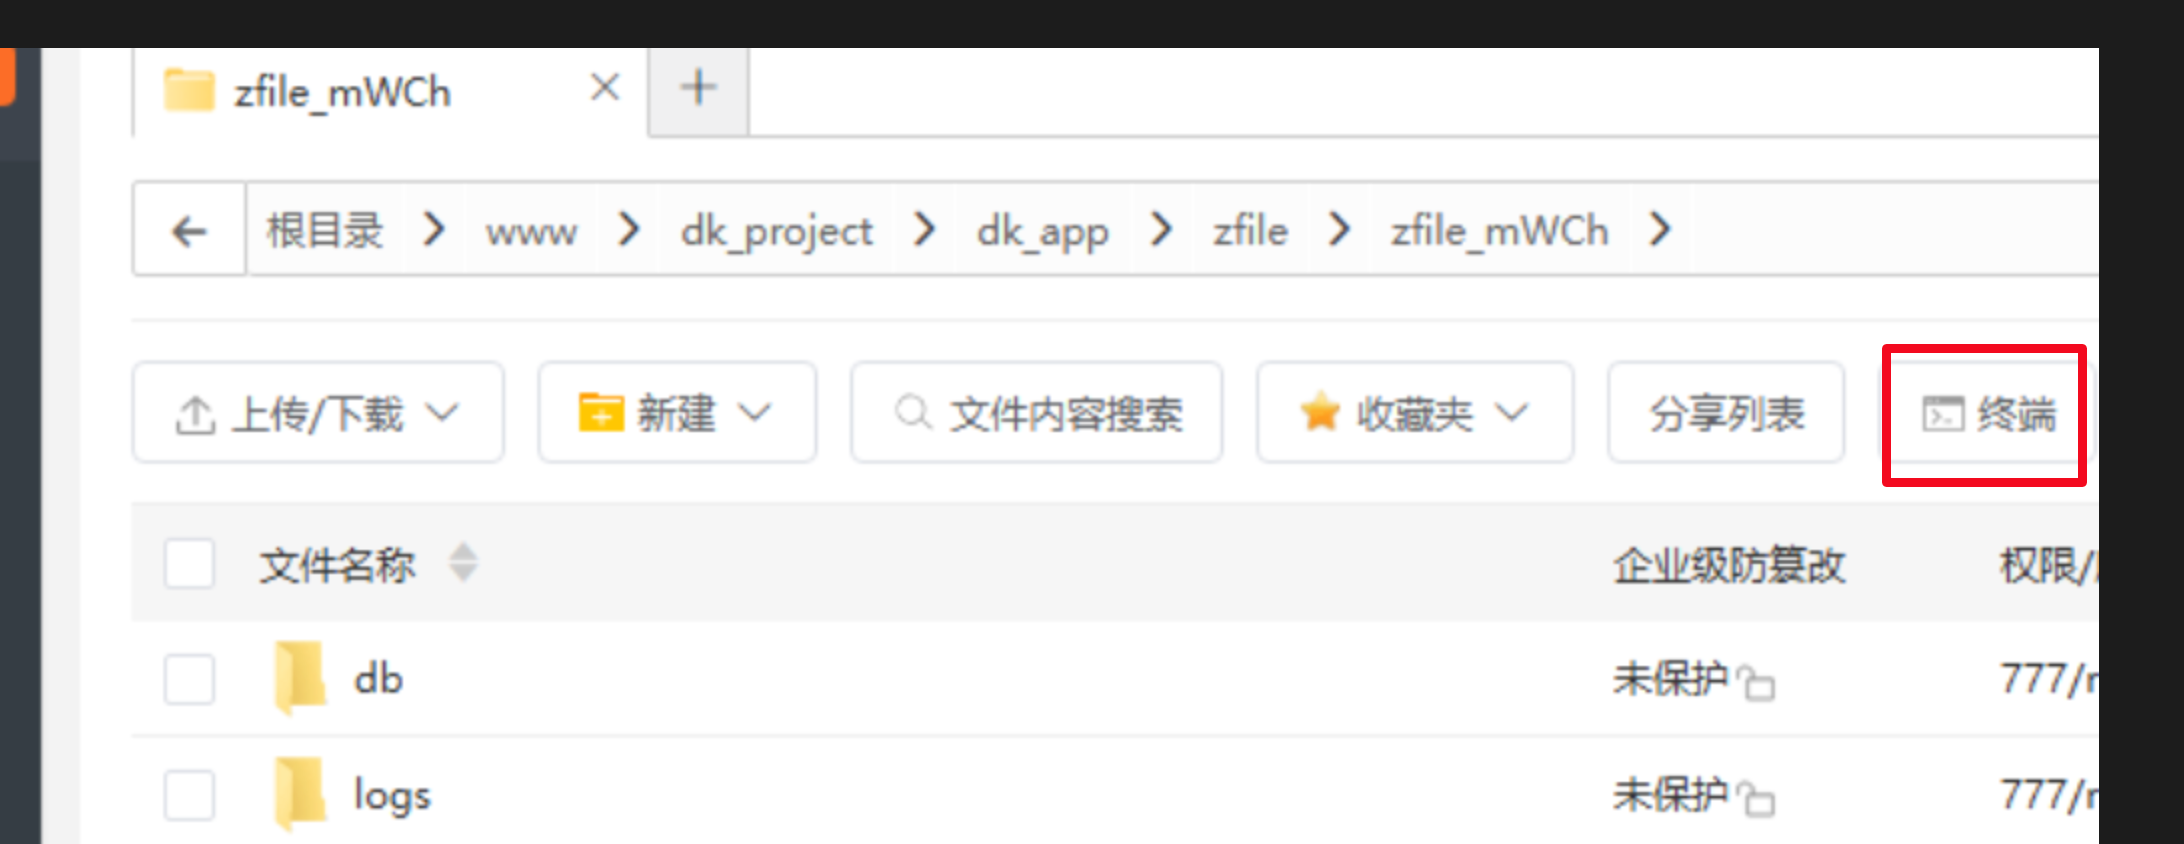 zfile_mWCh
根目录 www dk_project dk_app zfile zfile_mWCh
上传/下载 新建 文件内容搜索 收藏夹 分享列表 终端
文件名称 企业级防篡改 权限/
db 未保护 777/
logs 未保护 777/